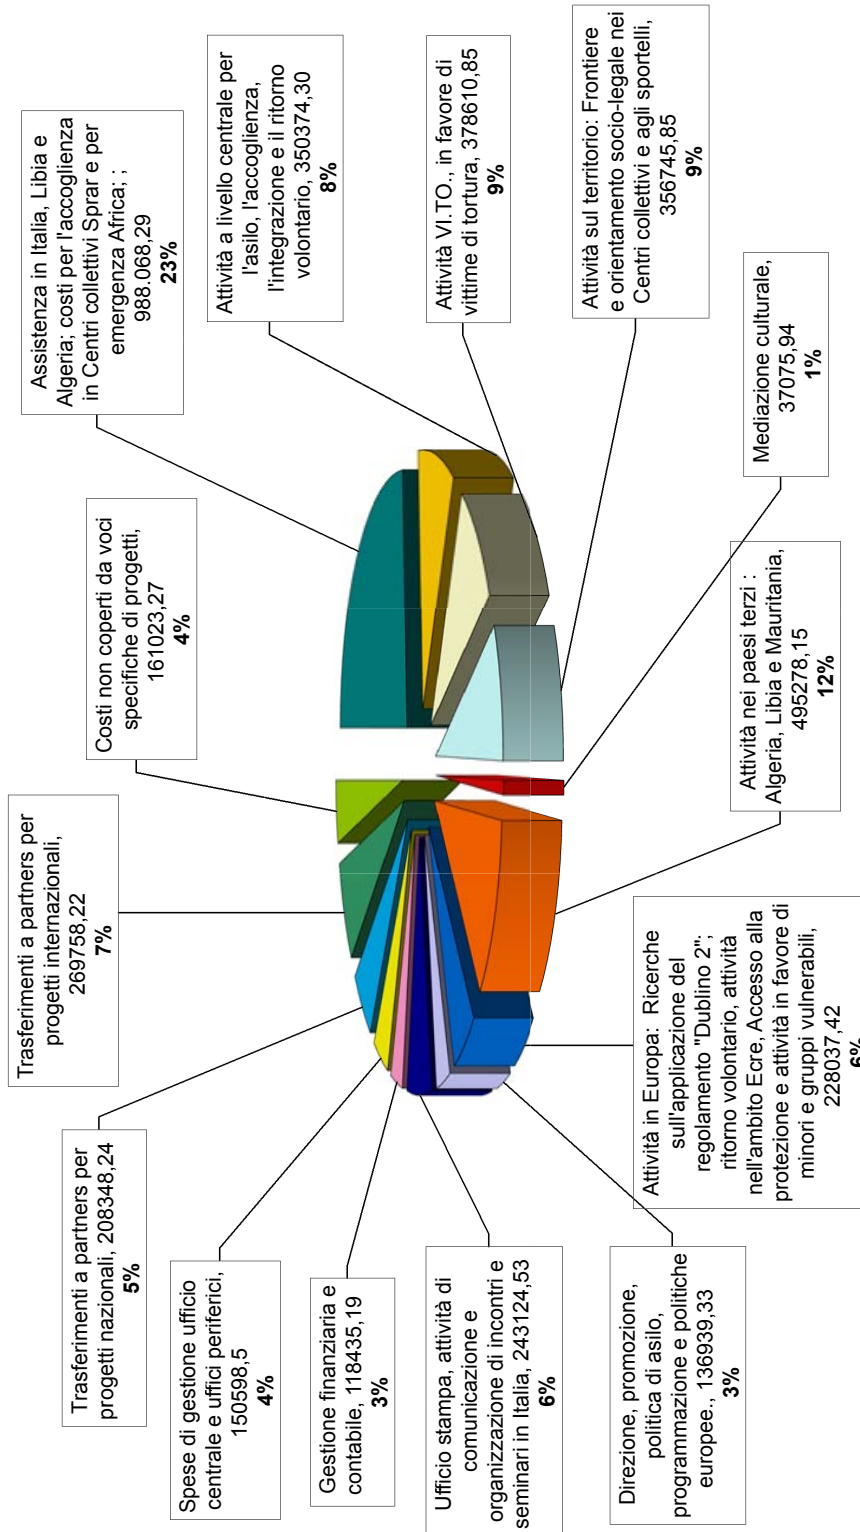 Trasferimenti a partners per
progetti nazionali, 208348,24
5%
Trasferimenti a partners per
progetti internazionali,
269758,22
7%
Costi non coperti da voci
specifiche di progetti,
161023,27
4%
Assistenza in Italia, Libia e
Algeria; costi per l'accoglienza
in Centri collettivi Sprar e per
emergenza Africa; ;
988.068,29
23%
Attività a livello centrale per
l'asilo, l'accoglienza,
l'integrazione e il ritorno
volontario, 350374,30
8%
Attività VI.TO., in favore di
vittime di tortura, 378610,85
9%
Attività sul territorio: Frontiere
e orientamento socio-legale nei
Centri collettivi e agli sportelli,
356745,85
9%
Mediazione culturale,
37075,94
1%
Attività nei paesi terzi :
Algeria, Libia e Mauritania,
495278,15
12%
Attività in Europa: Ricerche
sull'applicazione del
regolamento "Dublino 2";
ritorno volontario, attività
nell'ambito Ecre, Accesso alla
protezione e attività in favore di
minori e gruppi vulnerabili,
228037,42
6%
Direzione, promozione,
politica di asilo,
programmazione e politiche
europee., 136939,33
3%
Ufficio stampa, attività di
comunicazione e
organizzazione di incontri e
seminari in Italia, 243124,53
6%
Gestione finanziaria e
contabile, 118435,19
3%
Spese di gestione ufficio
centrale e uffici periferici,
150598,5
4%